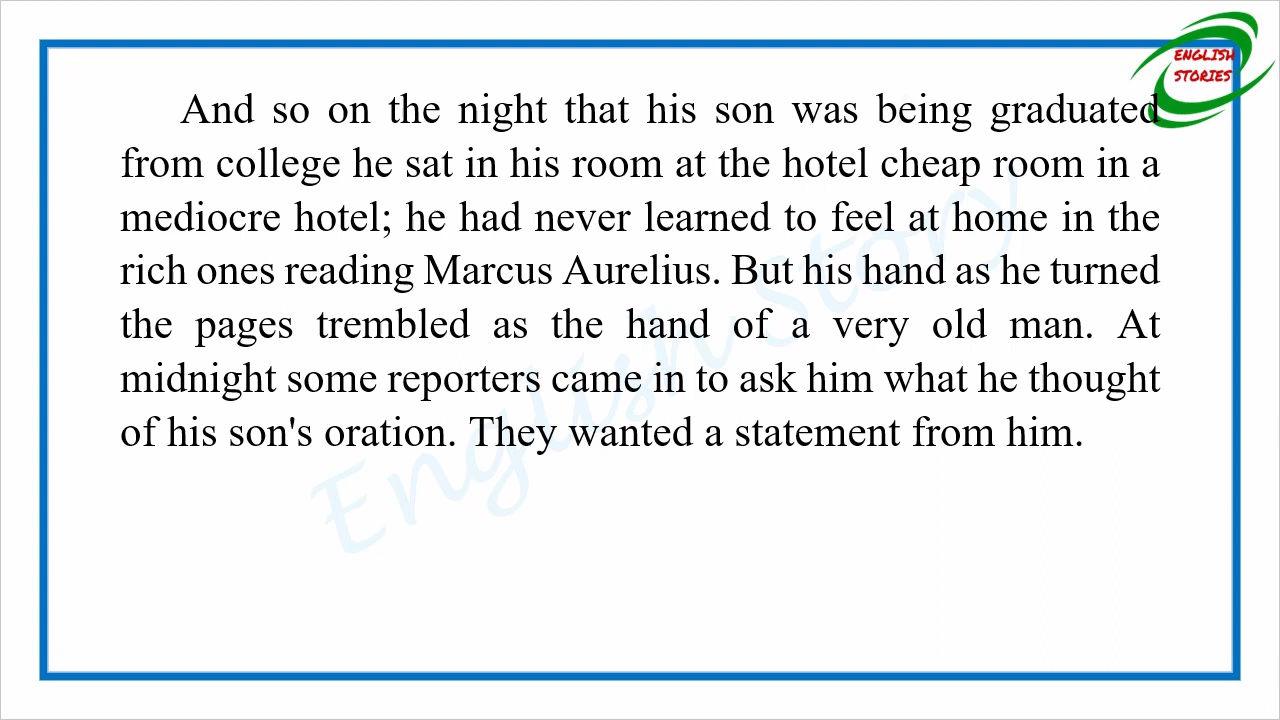 ENGLISH
STORIES
And so on the night that his son was being graduated
from college he sat in his room at the hotel cheap room in a
mediocre hotel; he had never learned to feel at home in the
rich ones reading Marcus Aurelius. But his hand as he turned
the pages trembled as the hand of a very old man. At
midnight some reporters came in to ask him what he thought
of his son's oration. They wanted a statement from him.
English Story